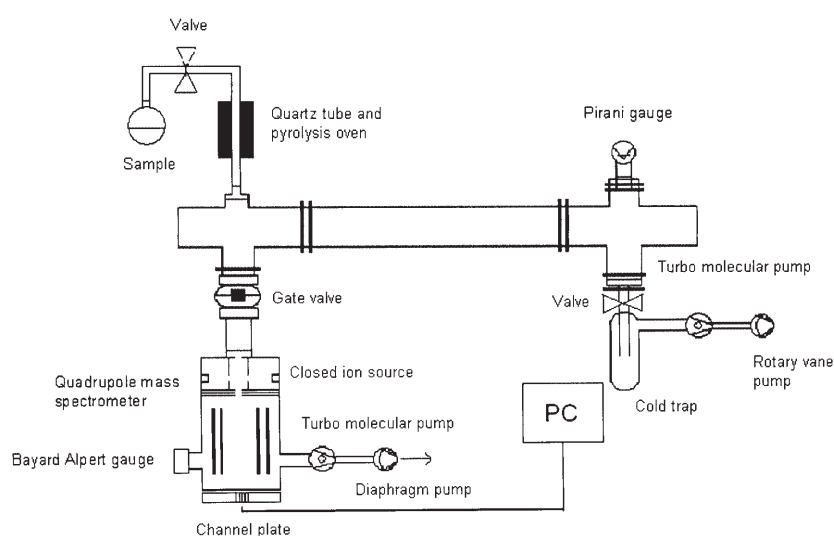 Valve
Quartz tube and
pyrolysis oven
Sample
Pirani gauge
Turbo molecular pump
Gate valve
Valve
Rotary vane
pump
Quadrupole mass
spectrometer
Closed ion source
Cold trap
PC
Turbo molecular pump
Bayard Alpert gauge
Diaphragm pump
Channel plate